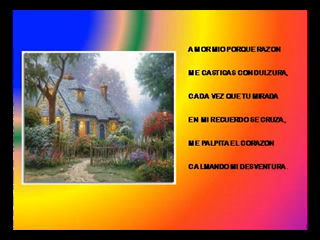 AMOR MIO PORQUE RAZON
ME CASTIGAS CON DULZURA,
CADA VEZ QUE TU MIRADA
EN MI RECUERDO SE CRUZA,
ME PALPITA EL CORAZON
CALMANDO MI DESVENTURA.